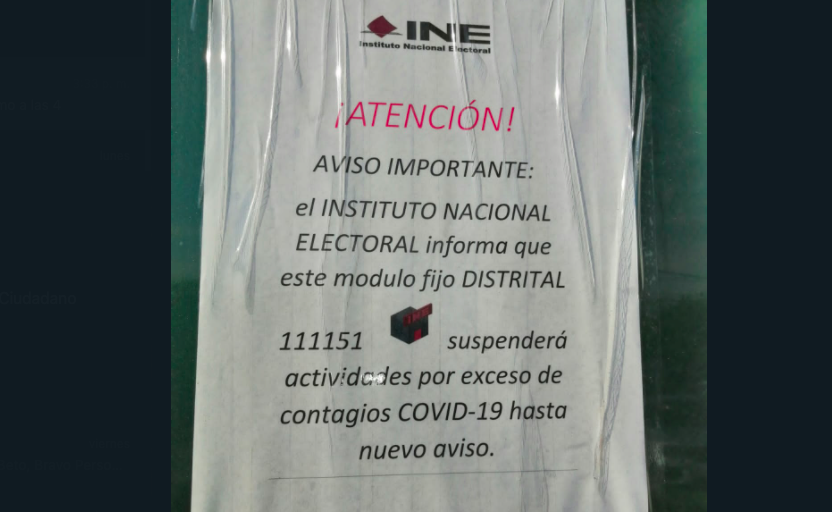 INE
Instituto Nacional Electoral
¡ATENCIÓN!
AVISO IMPORTANTE:
el INSTITUTO NACIONAL
ELECTORAL informa que
este modulo fijo DISTRITAL
111151 suspenderá
actividades por exceso de
contagios COVID-19 hasta
nuevo aviso.
Ciudadano